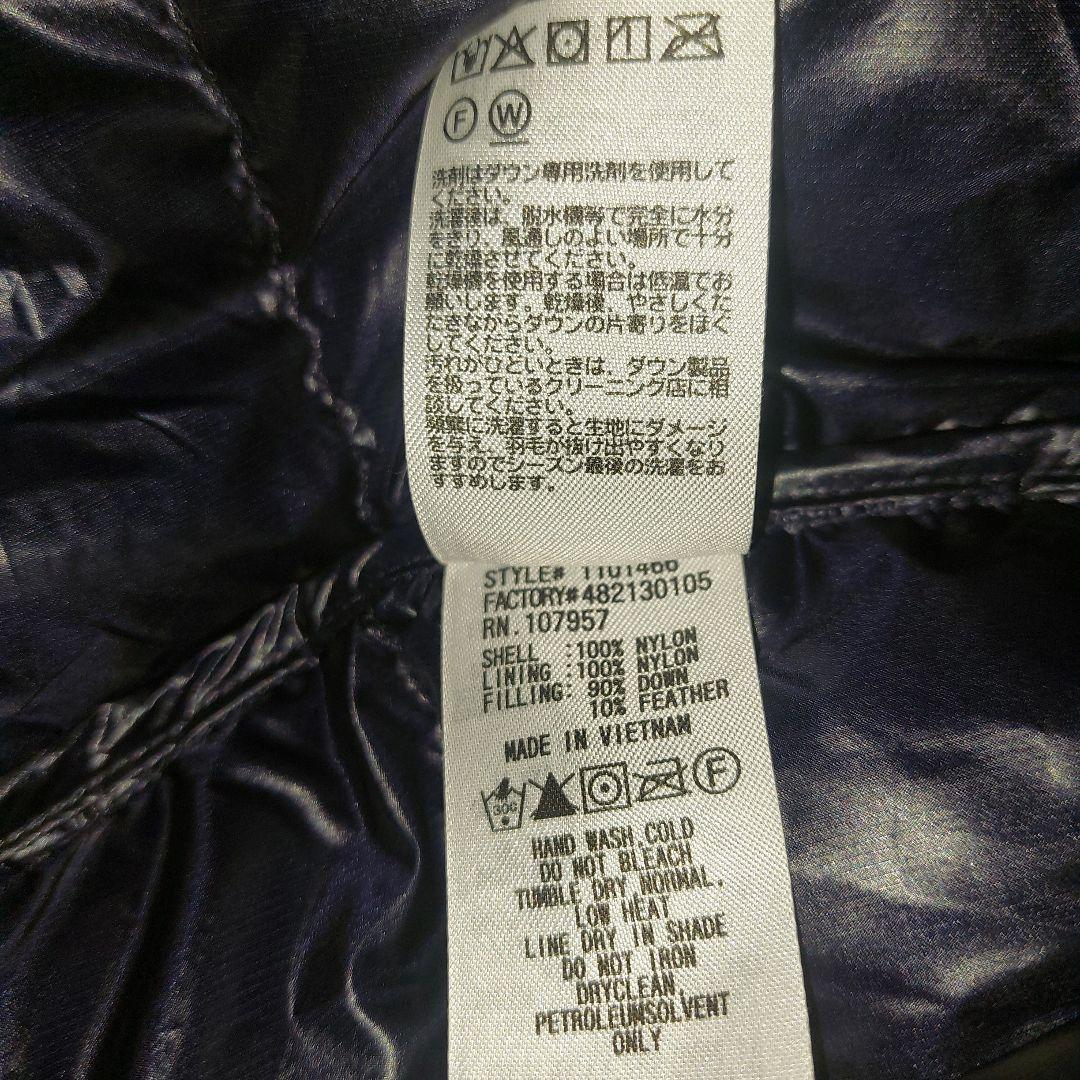 F W
洗剤はダウン専用洗剤を使用して
ください。
洗濯後は、脱水機等で完全に水分
をさり、風通しのよい場所で十分
に乾燥させてください。
乾燥機を使用する場合は低温でお
願いします。乾燥後、やさしくた
たきながらダウンの片寄りをほぐ
してください。
汚れがひどいときは、ダウン製品
を扱っているクリーニング店に相
談してください。
頻繁に洗濯すると生地にダメージ
を与え、羽毛が抜け出やすくなり
ますのでシーズン最後の洗濯をお
すすめします。
STYLE# 1101466
FACTORY#482130105
RN.107957
SHELL :100% NYLON
LINING :100% NYLON
FILLING: 90% DOWN
10% FEATHER
MADE IN VIETNAM
F
HAND WASH,COLD
DO NOT BLEACH
TUMBLE DRY NORMAL,
LOW HEAT
LINE DRY IN SHADE
DO NOT IRON
DRYCLEAN,
PETROLEUMSOLVENT
ONLY